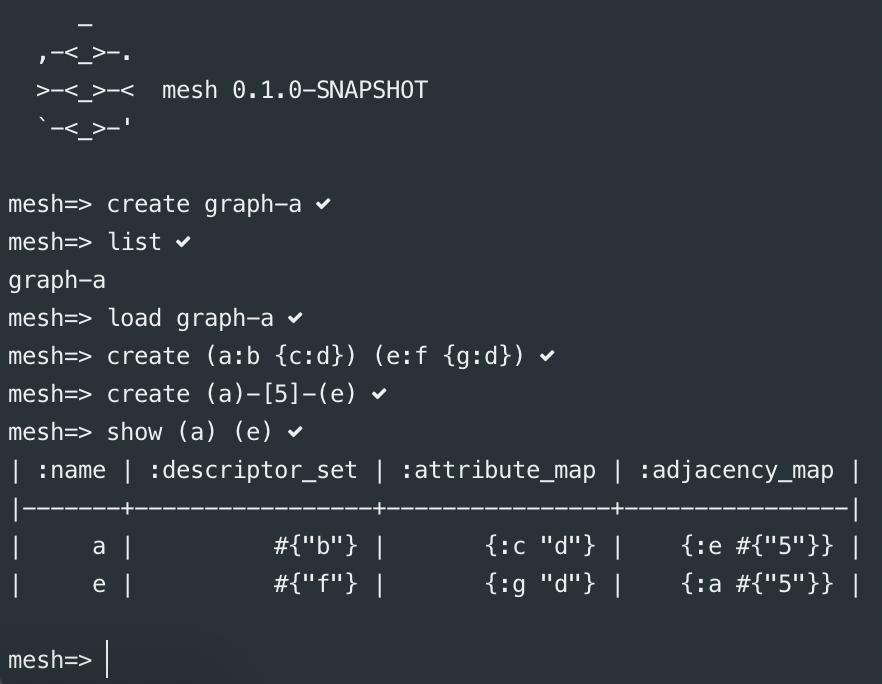 _
  ,-<_>-.
  >-<_>-<  mesh 0.1.0-SNAPSHOT
  `-<_>-'
mesh=> create graph-a ✔
mesh=> list ✔
graph-a
mesh=> load graph-a ✔
mesh=> create (a:b {c:d}) (e:f {g:d}) ✔
mesh=> create (a)-[5]-(e) ✔
mesh=> show (a) (e) ✔
| :name | :descriptor_set | :attribute_map | :adjacency_map |
|-------+-----------------+----------------+----------------|
|     a |          #{"b"} |       {:c "d"} |    {:e #{"5"}} |
|     e |          #{"f"} |       {:g "d"} |    {:a #{"5"}} |
mesh=>